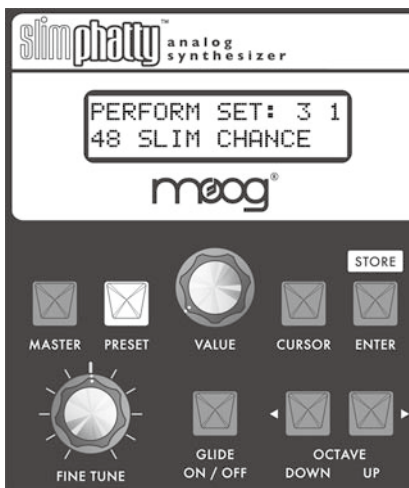 slimphatty™ analog
synthesizer
PERFORM SET: 3 1
48 SLIM CHANCE
moog®
STORE
MASTER PRESET VALUE CURSOR ENTER
FINE TUNE
GLIDE
ON / OFF
OCTAVE
DOWN UP